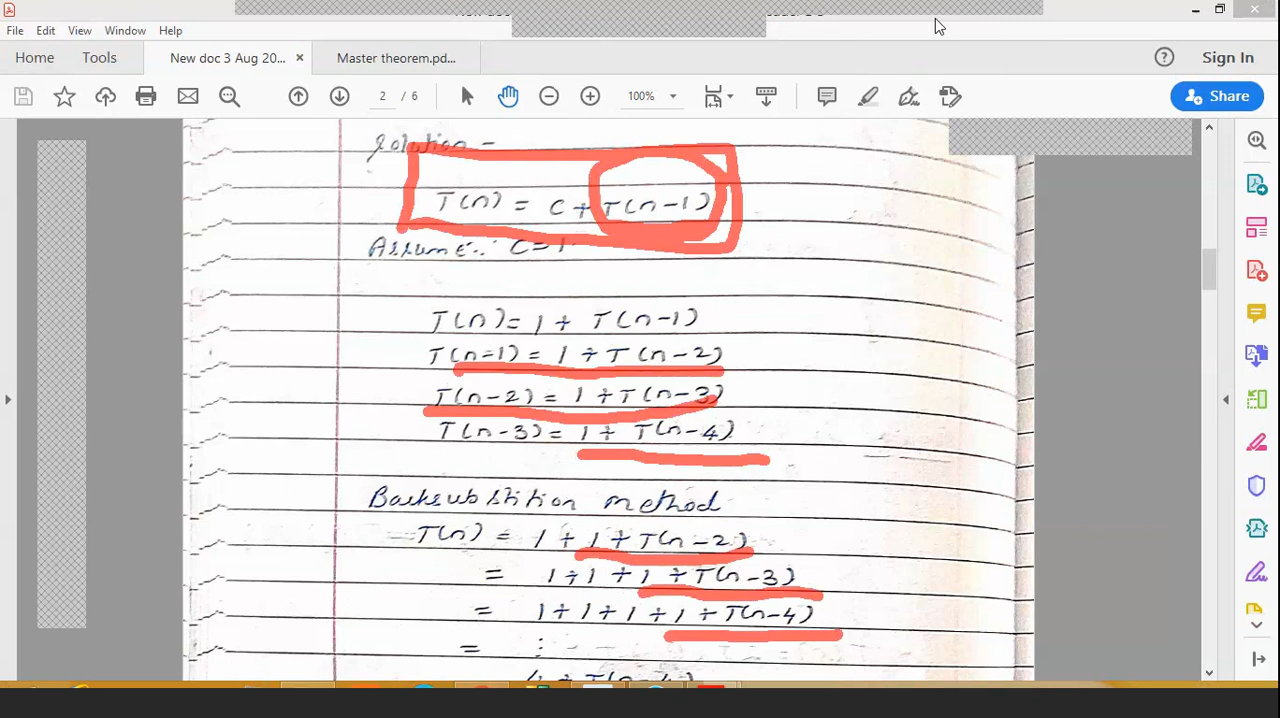 File Edit View Window Help
Home Tools New doc 3 Aug 20... × Master theorem.pd... Sign In
2 / 6 100% Share
Solution -
T(n) = C + T(n-1)
Assume: C=1
T(n) = 1 + T(n-1)
T(n-1) = 1 + T(n-2)
T(n-2) = 1 + T(n-3)
T(n-3) = 1 + T(n-4)
Backsubstition method
T(n) = 1 + 1 + T(n-2)
= 1 + 1 + 1 + T(n-3)
= 1 + 1 + 1 + 1 + T(n-4)
= :
4 + T(n-4)